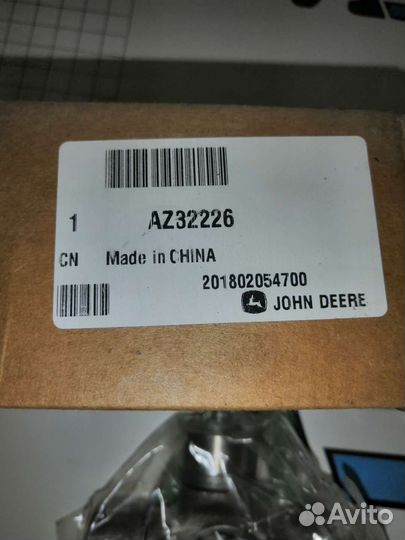 1 AZ32226
CN Made in CHINA
201802054700
JOHN DEERE
Avito